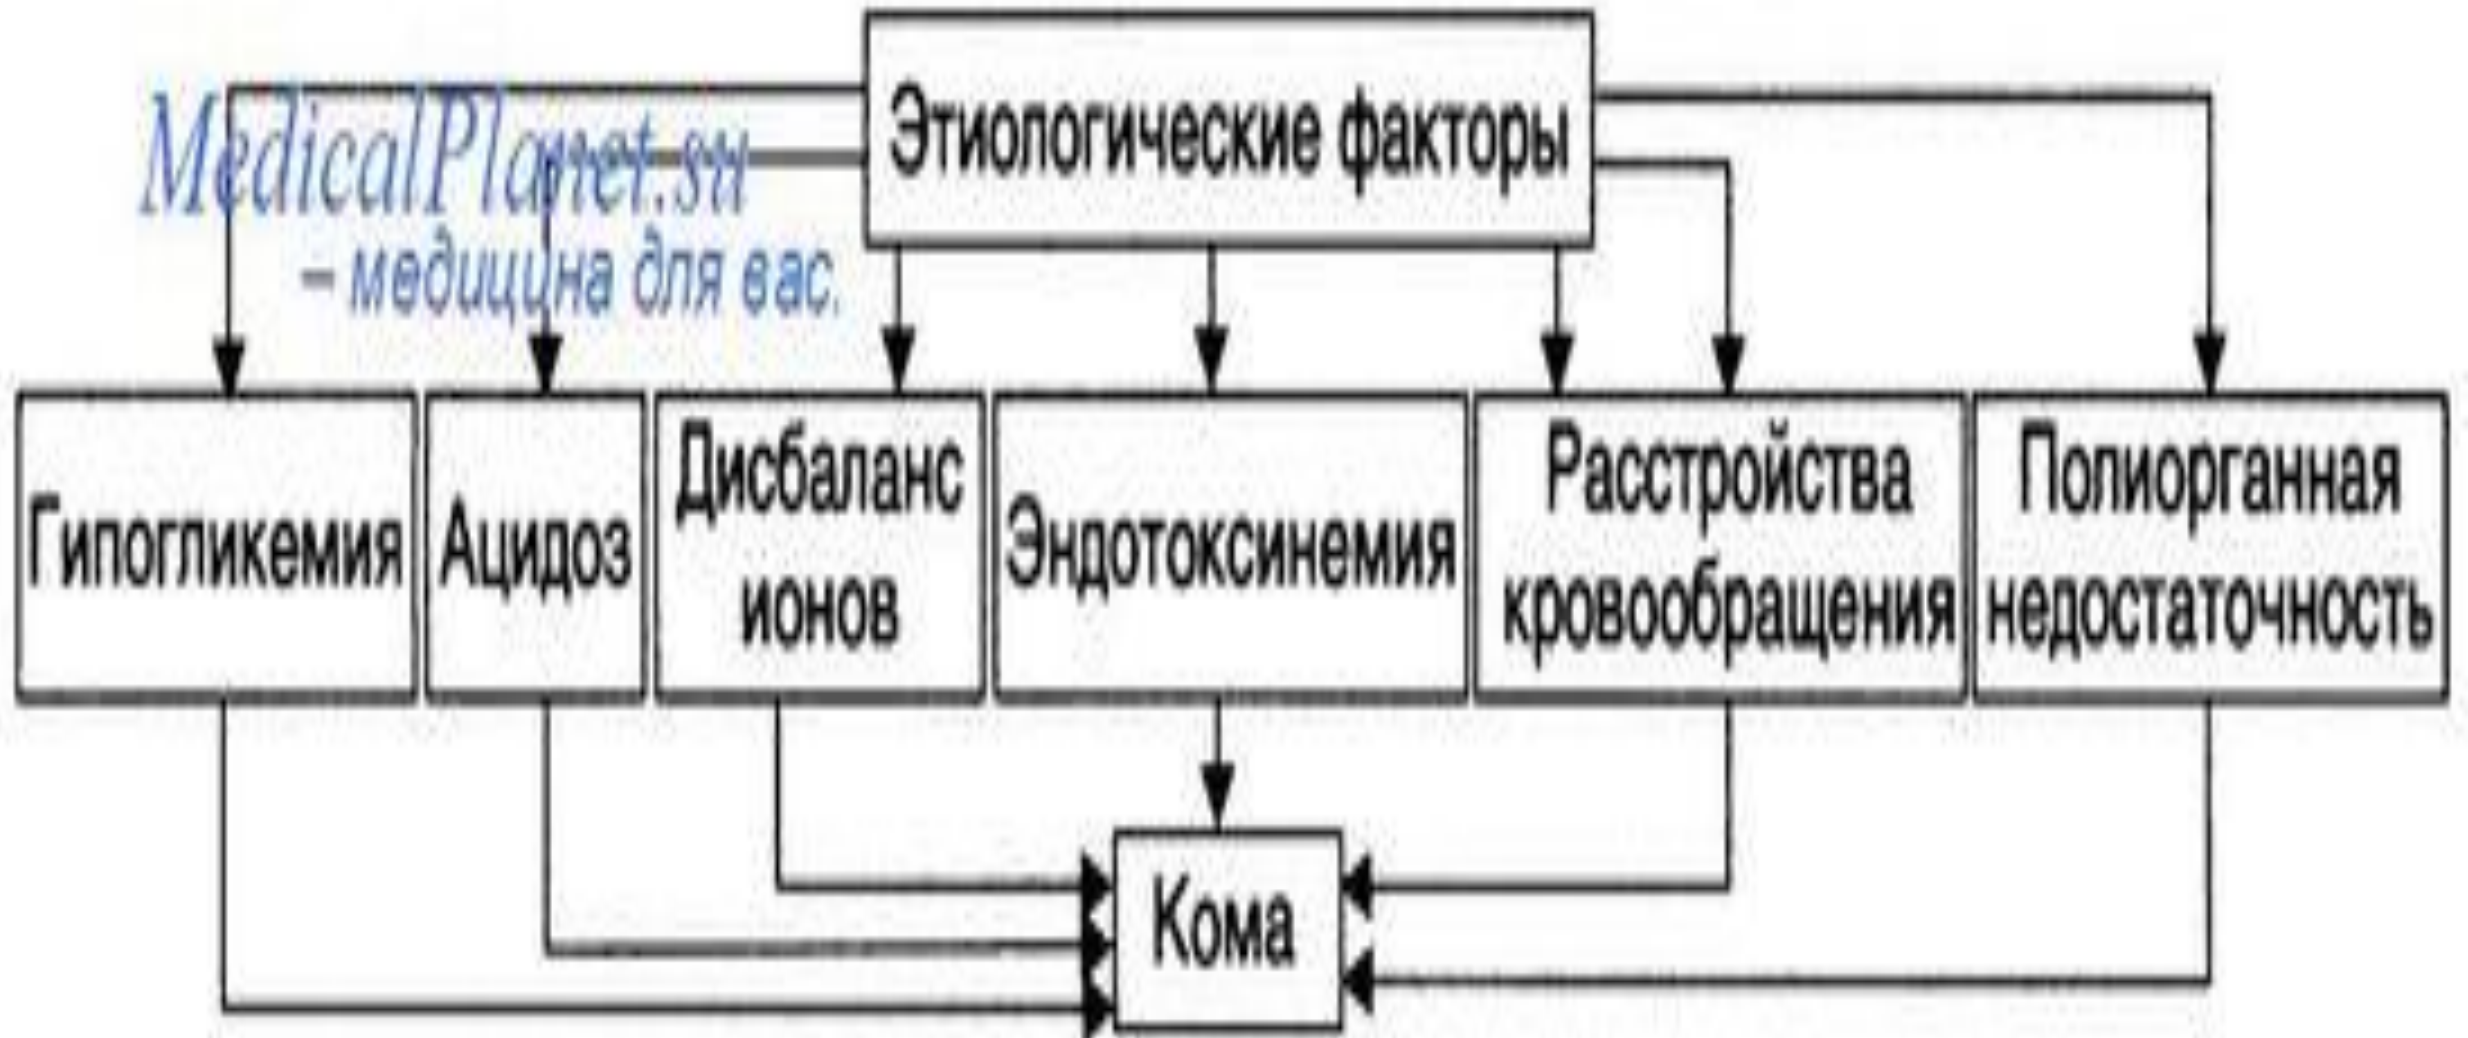 Этиологические факторы
MedicalPlanet.su
– медицина для вас.
Гипогликемия
Ацидоз
Дисбаланс
ионов
Эндотоксинемия
Расстройства
кровообращения
Полиорганная
недостаточность
Кома